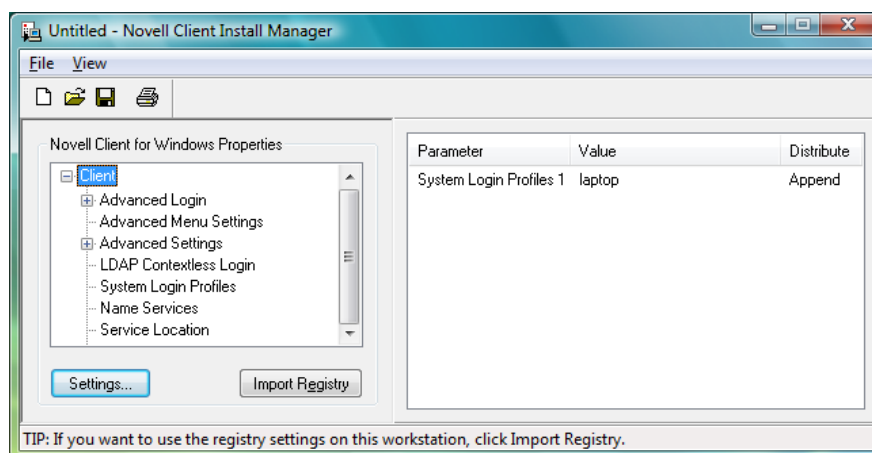 Untitled - Novell Client Install Manager
File View
Novell Client for Windows Properties
Client
Advanced Login
Advanced Menu Settings
Advanced Settings
LDAP Contextless Login
System Login Profiles
Name Services
Service Location
Settings...
Import Registry
Parameter Value Distribute
System Login Profiles 1 laptop Append
TIP: If you want to use the registry settings on this workstation, click Import Registry.